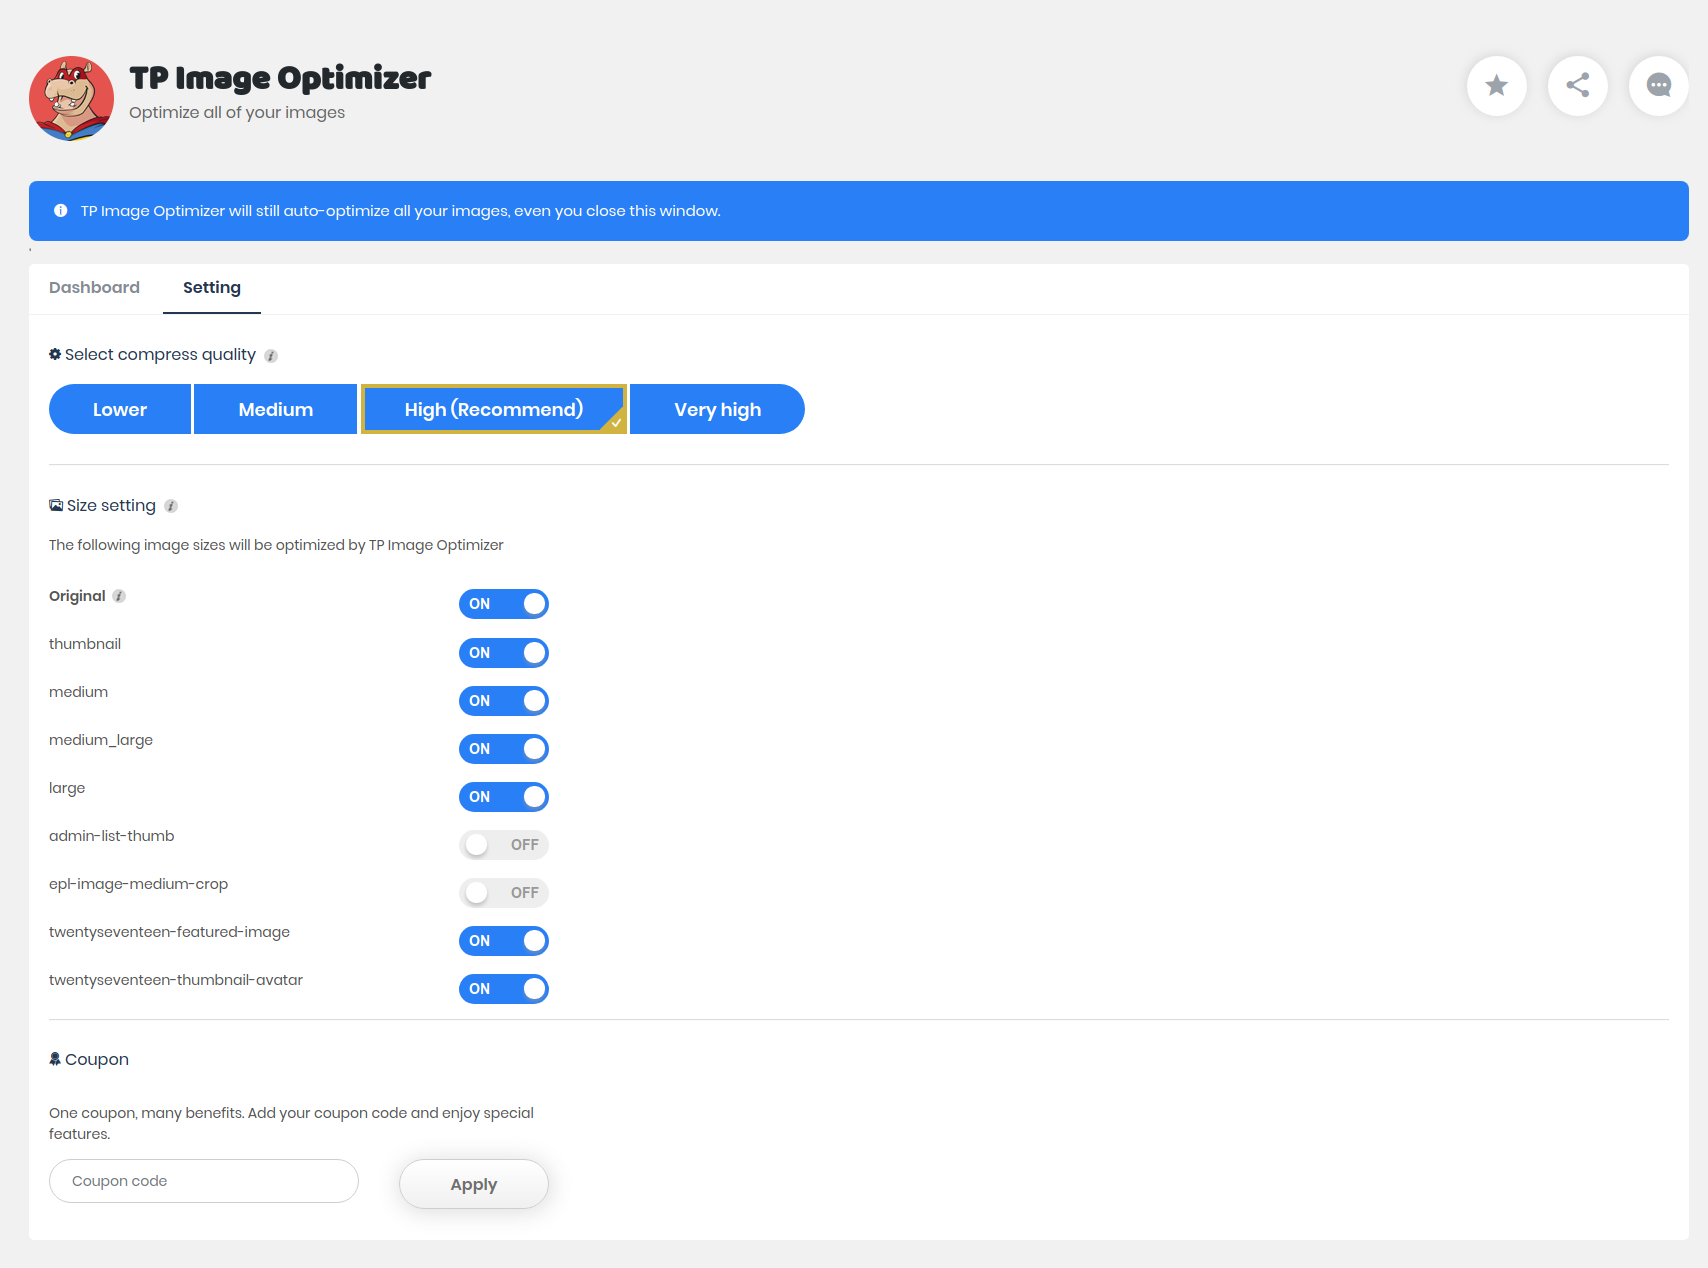 TP Image Optimizer
Optimize all of your images
TP Image Optimizer will still auto-optimize all your images, even you close this window.
Dashboard Setting
Select compress quality
Lower Medium High (Recommend) Very high
Size setting
The following image sizes will be optimized by TP Image Optimizer
Original ON
thumbnail ON
medium ON
medium_large ON
large ON
admin-list-thumb OFF
epl-image-medium-crop OFF
twentyseventeen-featured-image ON
twentyseventeen-thumbnail-avatar ON
Coupon
One coupon, many benefits. Add your coupon code and enjoy special
features.
Coupon code Apply